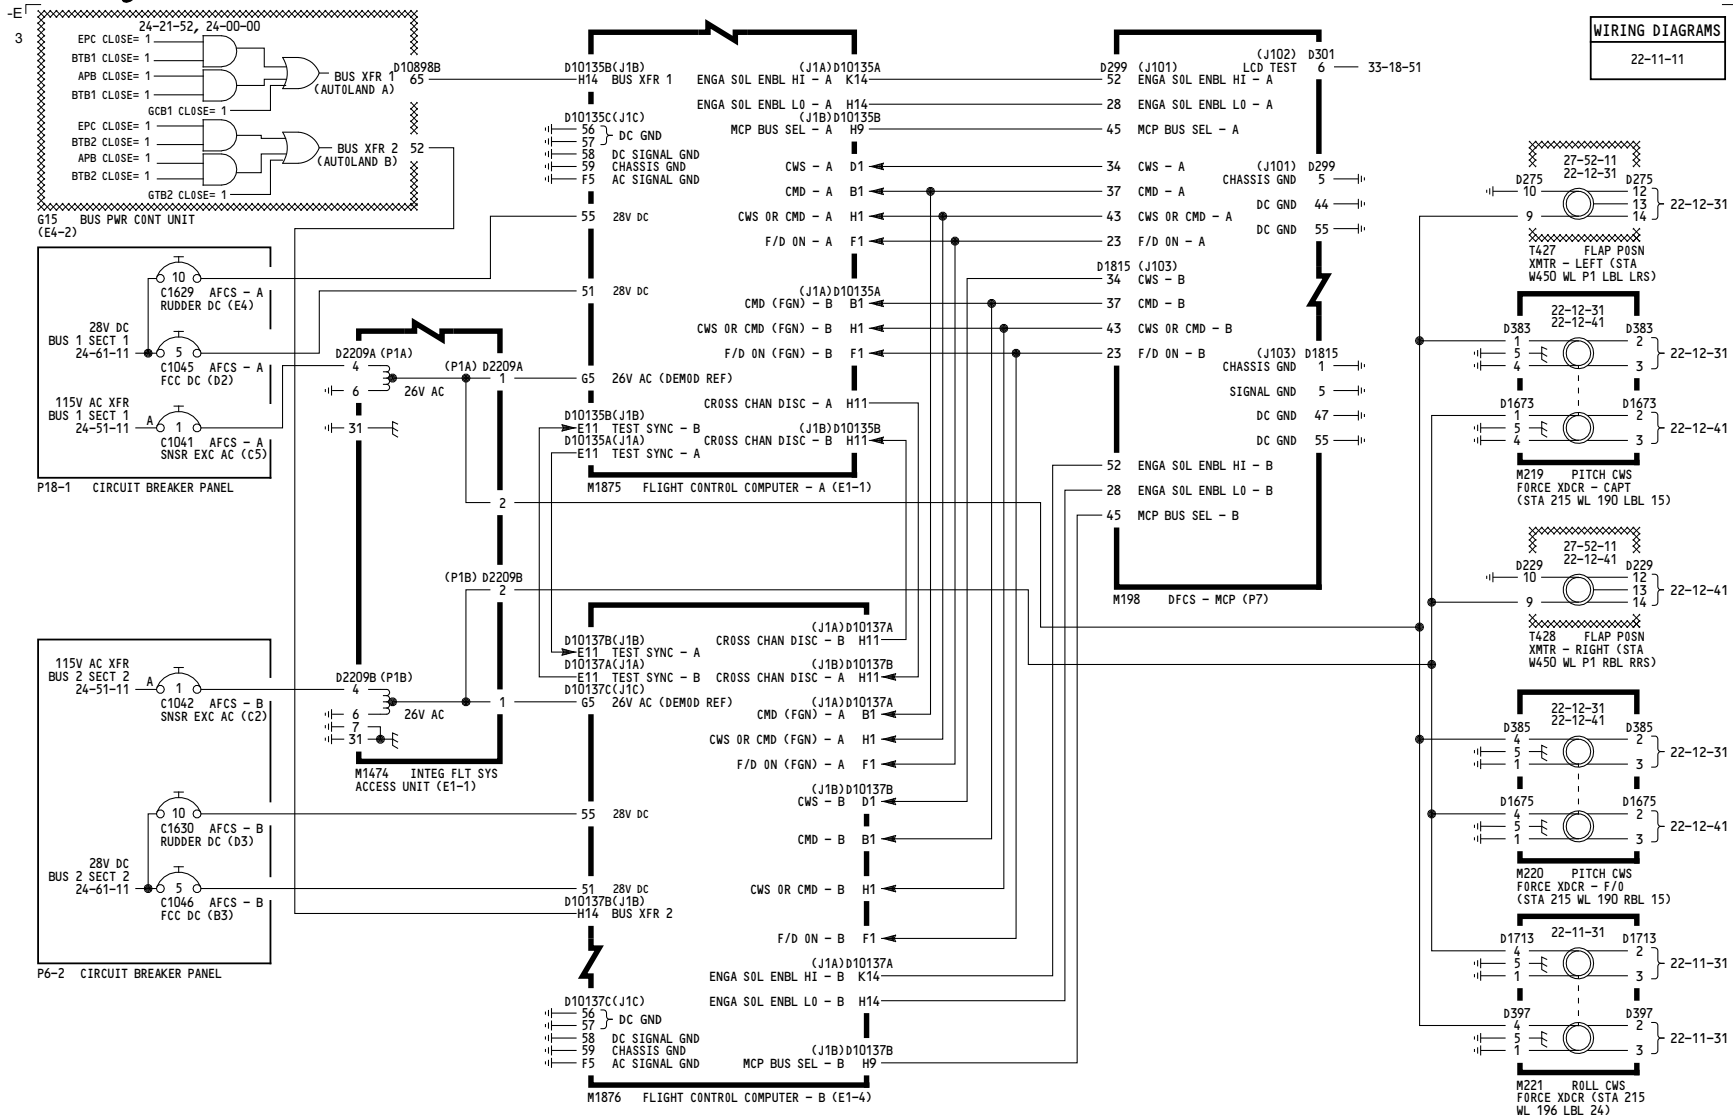 -E
3
WIRING DIAGRAMS
22-11-11
24-21-52, 24-00-00
EPC CLOSE= 1
BTB1 CLOSE= 1
APB CLOSE= 1
BTB1 CLOSE= 1
GCB1 CLOSE= 1
BUS XFR 1
(AUTOLAND A)
D10898B
65
EPC CLOSE= 1
BTB2 CLOSE= 1
APB CLOSE= 1
BTB2 CLOSE= 1
GTB2 CLOSE= 1
BUS XFR 2
(AUTOLAND B)
52
G15 BUS PWR CONT UNIT
(E4-2)
10
C1629 AFCS - A
RUDDER DC (E4)
28V DC
BUS 1 SECT 1
24-61-11
5
C1045 AFCS - A
FCC DC (D2)
115V AC XFR
BUS 1 SECT 1
24-51-11
A
1
C1041 AFCS - A
SNSR EXC AC (C5)
P18-1 CIRCUIT BREAKER PANEL
115V AC XFR
BUS 2 SECT 2
24-51-11
A
1
C1042 AFCS - B
SNSR EXC AC (C2)
10
C1630 AFCS - B
RUDDER DC (D3)
28V DC
BUS 2 SECT 2
24-61-11
5
C1046 AFCS - B
FCC DC (B3)
P6-2 CIRCUIT BREAKER PANEL
D2209A (P1A)
4
6
26V AC
31
(P1A) D2209A
1
2
(P1B) D2209B
2
D2209B (P1B)
4
6
7
31
26V AC
1
M1474 INTEG FLT SYS
ACCESS UNIT (E1-1)
D10135B(J1B)
H14 BUS XFR 1
D10135C(J1C)
56
57
DC GND
58 DC SIGNAL GND
59 CHASSIS GND
F5 AC SIGNAL GND
55 28V DC
51 28V DC
G5 26V AC (DEMOD REF)
D10135B(J1B)
E11 TEST SYNC - B
D10135A(J1A)
E11 TEST SYNC - A
(J1A)D10135A
ENGA SOL ENBL HI - A K14
ENGA SOL ENBL LO - A H14
(J1B)D10135B
MCP BUS SEL - A H9
CWS - A D1
CMD - A B1
CWS OR CMD - A H1
F/D ON - A F1
(J1A)D10135A
CMD (FGN) - B B1
CWS OR CMD (FGN) - B H1
F/D ON (FGN) - B F1
CROSS CHAN DISC - A H11
(J1B)D10135B
CROSS CHAN DISC - B H11
M1875 FLIGHT CONTROL COMPUTER - A (E1-1)
D10137B(J1B)
E11 TEST SYNC - A
D10137A(J1A)
E11 TEST SYNC - B
D10137C(J1C)
G5 26V AC (DEMOD REF)
55 28V DC
51 28V DC
D10137B(J1B)
H14 BUS XFR 2
D10137C(J1C)
56
57
DC GND
58 DC SIGNAL GND
59 CHASSIS GND
F5 AC SIGNAL GND
(J1A)D10137A
CROSS CHAN DISC - B H11
(J1B)D10137B
CROSS CHAN DISC - A H11
(J1A)D10137A
CMD (FGN) - A B1
CWS OR CMD (FGN) - A H1
F/D ON (FGN) - A F1
(J1B)D10137B
CWS - B D1
CMD - B B1
CWS OR CMD - B H1
F/D ON - B F1
(J1A)D10137A
ENGA SOL ENBL HI - B K14
ENGA SOL ENBL LO - B H14
(J1B)D10137B
MCP BUS SEL - B H9
M1876 FLIGHT CONTROL COMPUTER - B (E1-4)
D299 (J101)
52 ENGA SOL ENBL HI - A
28 ENGA SOL ENBL LO - A
45 MCP BUS SEL - A
34 CWS - A
37 CMD - A
43 CWS OR CMD - A
23 F/D ON - A
D1815 (J103)
34 CWS - B
37 CMD - B
43 CWS OR CMD - B
23 F/D ON - B
52 ENGA SOL ENBL HI - B
28 ENGA SOL ENBL LO - B
45 MCP BUS SEL - B
(J102) D301
LCD TEST 6 33-18-51
(J101) D299
CHASSIS GND 5
DC GND 44
DC GND 55
(J103) D1815
CHASSIS GND 1
SIGNAL GND 5
DC GND 47
DC GND 55
M198 DFCS - MCP (P7)
27-52-11
22-12-31
D275 D275
10 12
13 22-12-31
9 14
T427 FLAP POSN
XMTR - LEFT (STA
W450 WL P1 LBL LRS)
22-12-31
22-12-41
D383 D383
1 2
5 22-12-31
4 3
D1673 D1673
1 2
5 22-12-41
4 3
M219 PITCH CWS
FORCE XDCR - CAPT
(STA 215 WL 190 LBL 15)
27-52-11
22-12-41
D229 D229
10 12
13 22-12-41
9 14
T428 FLAP POSN
XMTR - RIGHT (STA
W450 WL P1 RBL RRS)
22-12-31
22-12-41
D385 D385
4 2
5 22-12-31
1 3
D1675 D1675
4 2
5 22-12-41
1 3
M220 PITCH CWS
FORCE XDCR - F/O
(STA 215 WL 190 RBL 15)
22-11-31
D1713 D1713
4 2
5 22-11-31
1 3
D397 D397
4 2
5 22-11-31
1 3
M221 ROLL CWS
FORCE XDCR (STA 215
WL 196 LBL 24)